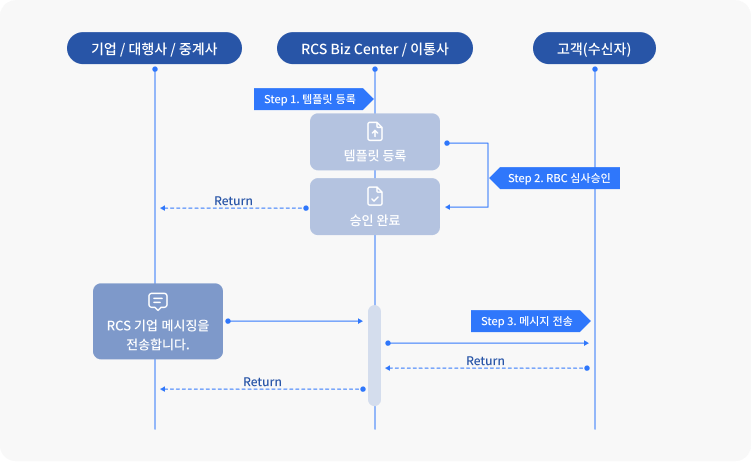 기업 / 대행사 / 중계사
RCS Biz Center / 이통사
고객(수신자)
Step 1. 템플릿 등록
템플릿 등록
Step 2. RBC 심사승인
Return
승인 완료
RCS 기업 메시징을
전송합니다.
Step 3. 메시지 전송
Return
Return